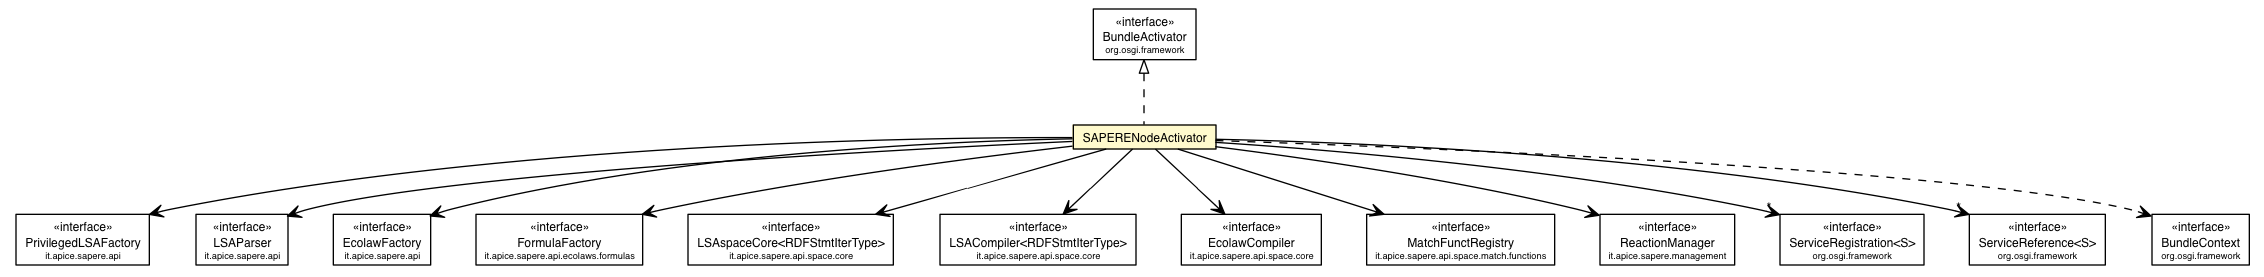 «interface»
BundleActivator
org.osgi.framework
SAPERENodeActivator
«interface»
PrivilegedLSAFactory
it.apice.sapere.api
«interface»
LSAParser
it.apice.sapere.api
«interface»
EcolawFactory
it.apice.sapere.api
«interface»
FormulaFactory
it.apice.sapere.api.ecolaws.formulas
«interface»
LSAspaceCore<RDFStmtIterType>
it.apice.sapere.api.space.core
«interface»
LSACompiler<RDFStmtIterType>
it.apice.sapere.api.space.core
«interface»
EcolawCompiler
it.apice.sapere.api.space.core
«interface»
MatchFunctRegistry
it.apice.sapere.api.space.match.functions
«interface»
ReactionManager
it.apice.sapere.management
*
«interface»
ServiceRegistration<S>
org.osgi.framework
*
«interface»
ServiceReference<S>
org.osgi.framework
«interface»
BundleContext
org.osgi.framework